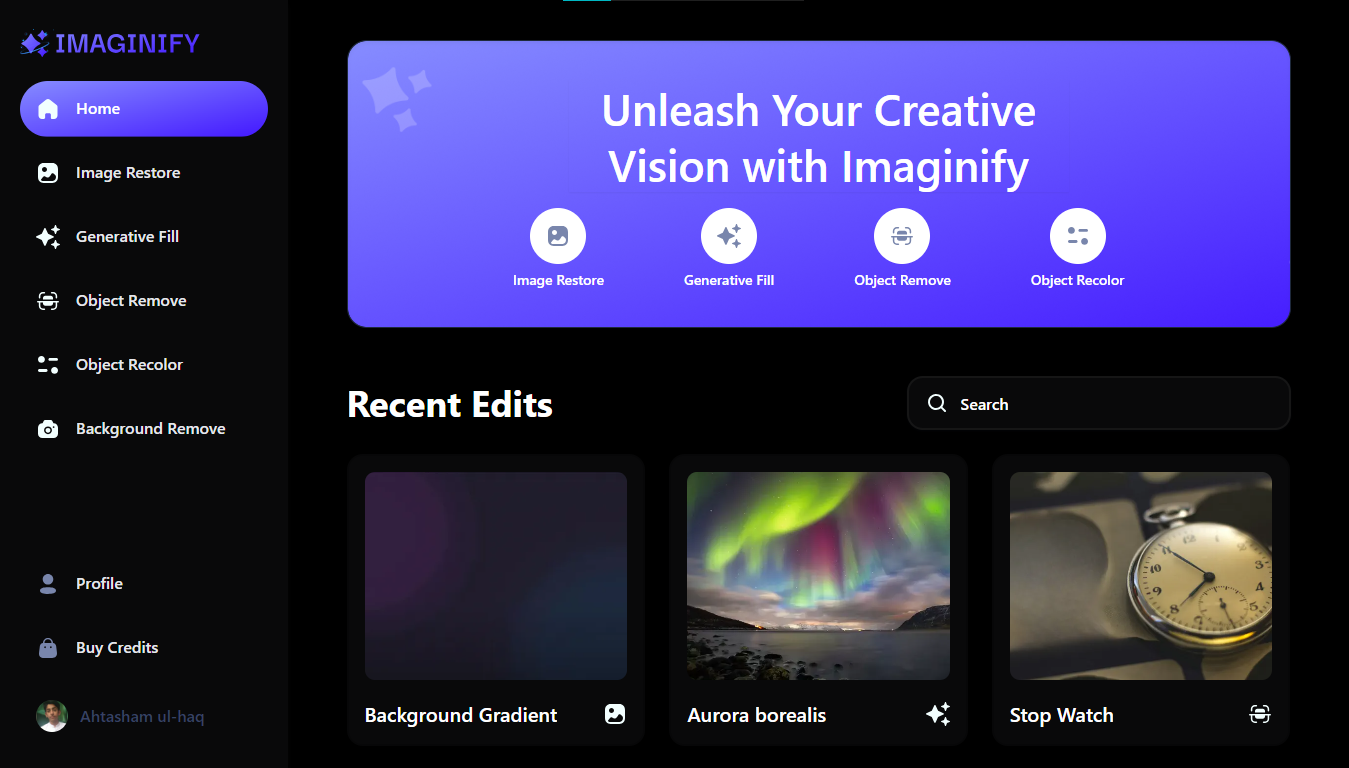 IMAGINIFY
Home
Image Restore
Generative Fill
Object Remove
Object Recolor
Background Remove
Profile
Buy Credits
Ahtasham ul-haq
Unleash Your Creative
Vision with Imaginify
Image Restore
Generative Fill
Object Remove
Object Recolor
Recent Edits
Search
Background Gradient
Aurora borealis
Stop Watch